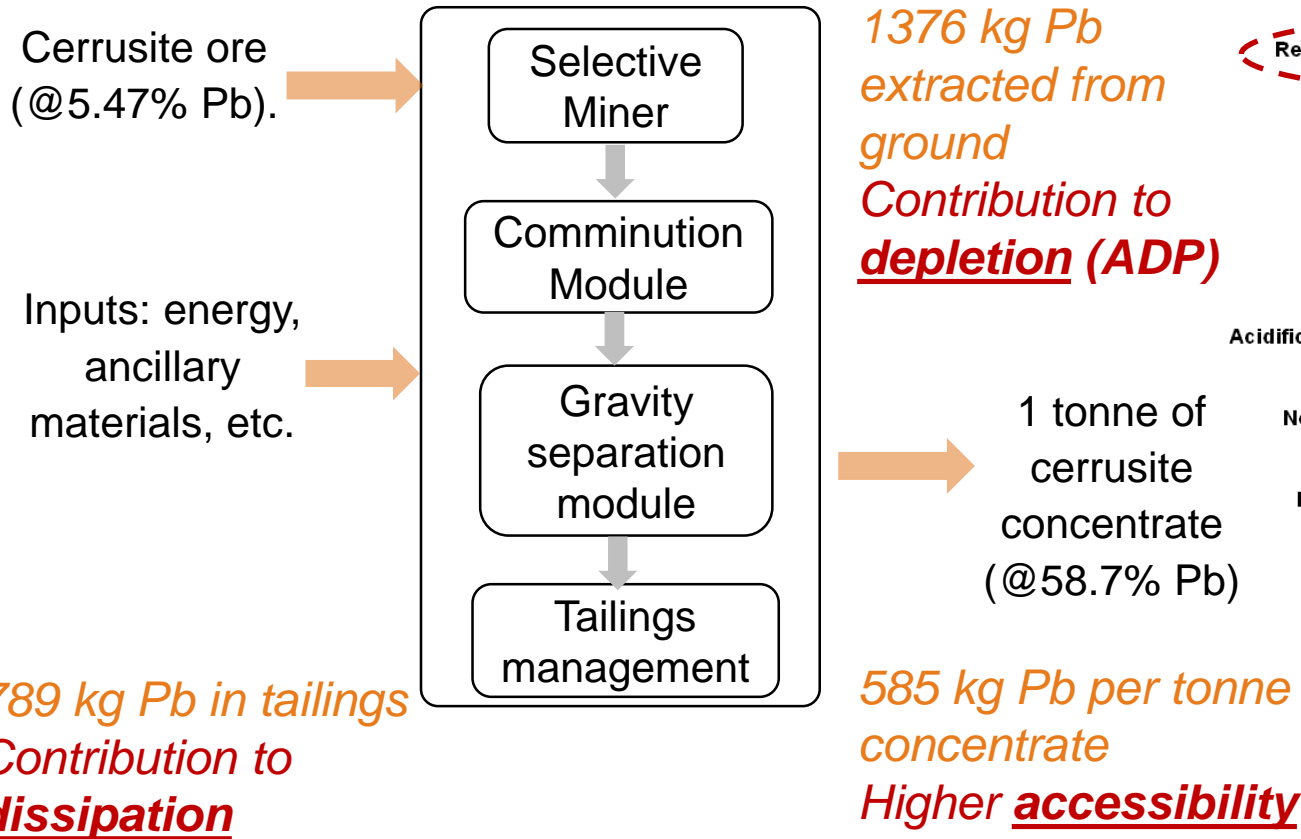 Cerrusite ore
(@5.47% Pb).
Selective
Miner
1376 kg Pb
extracted from
ground
Contribution to
depletion (ADP)
Re
Comminution
Module
Inputs: energy,
ancillary
materials, etc.
Acidific
Gravity
separation
module
1 tonne of
cerrusite
concentrate
(@58.7% Pb)
Tailings
management
789 kg Pb in tailings
Contribution to
dissipation
585 kg Pb per tonne
concentrate
Higher accessibility